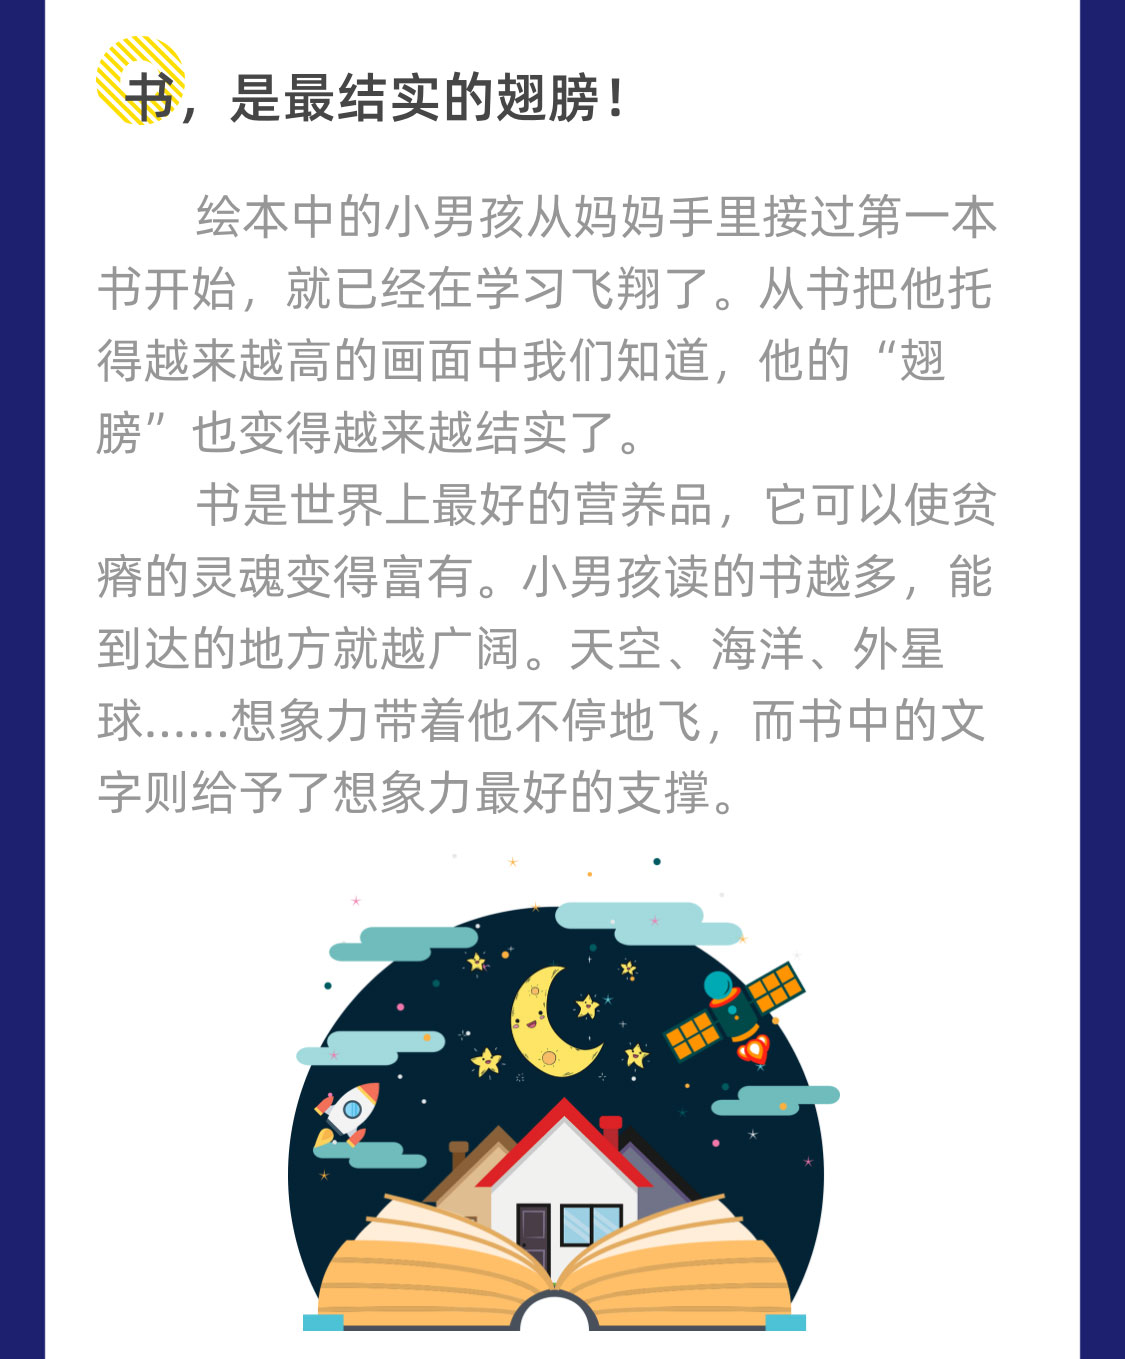 书，是最结实的翅膀！
绘本中的小男孩从妈妈手里接过第一本
书开始，就已经在学习飞翔了。从书把他托
得越来越高的画面中我们知道，他的“翅
膀”也变得越来越结实了。
书是世界上最好的营养品，它可以使贫
瘠的灵魂变得富有。小男孩读的书越多，能
到达的地方就越广阔。天空、海洋、外星
球......想象力带着他不停地飞，而书中的文
字则给予了想象力最好的支撑。